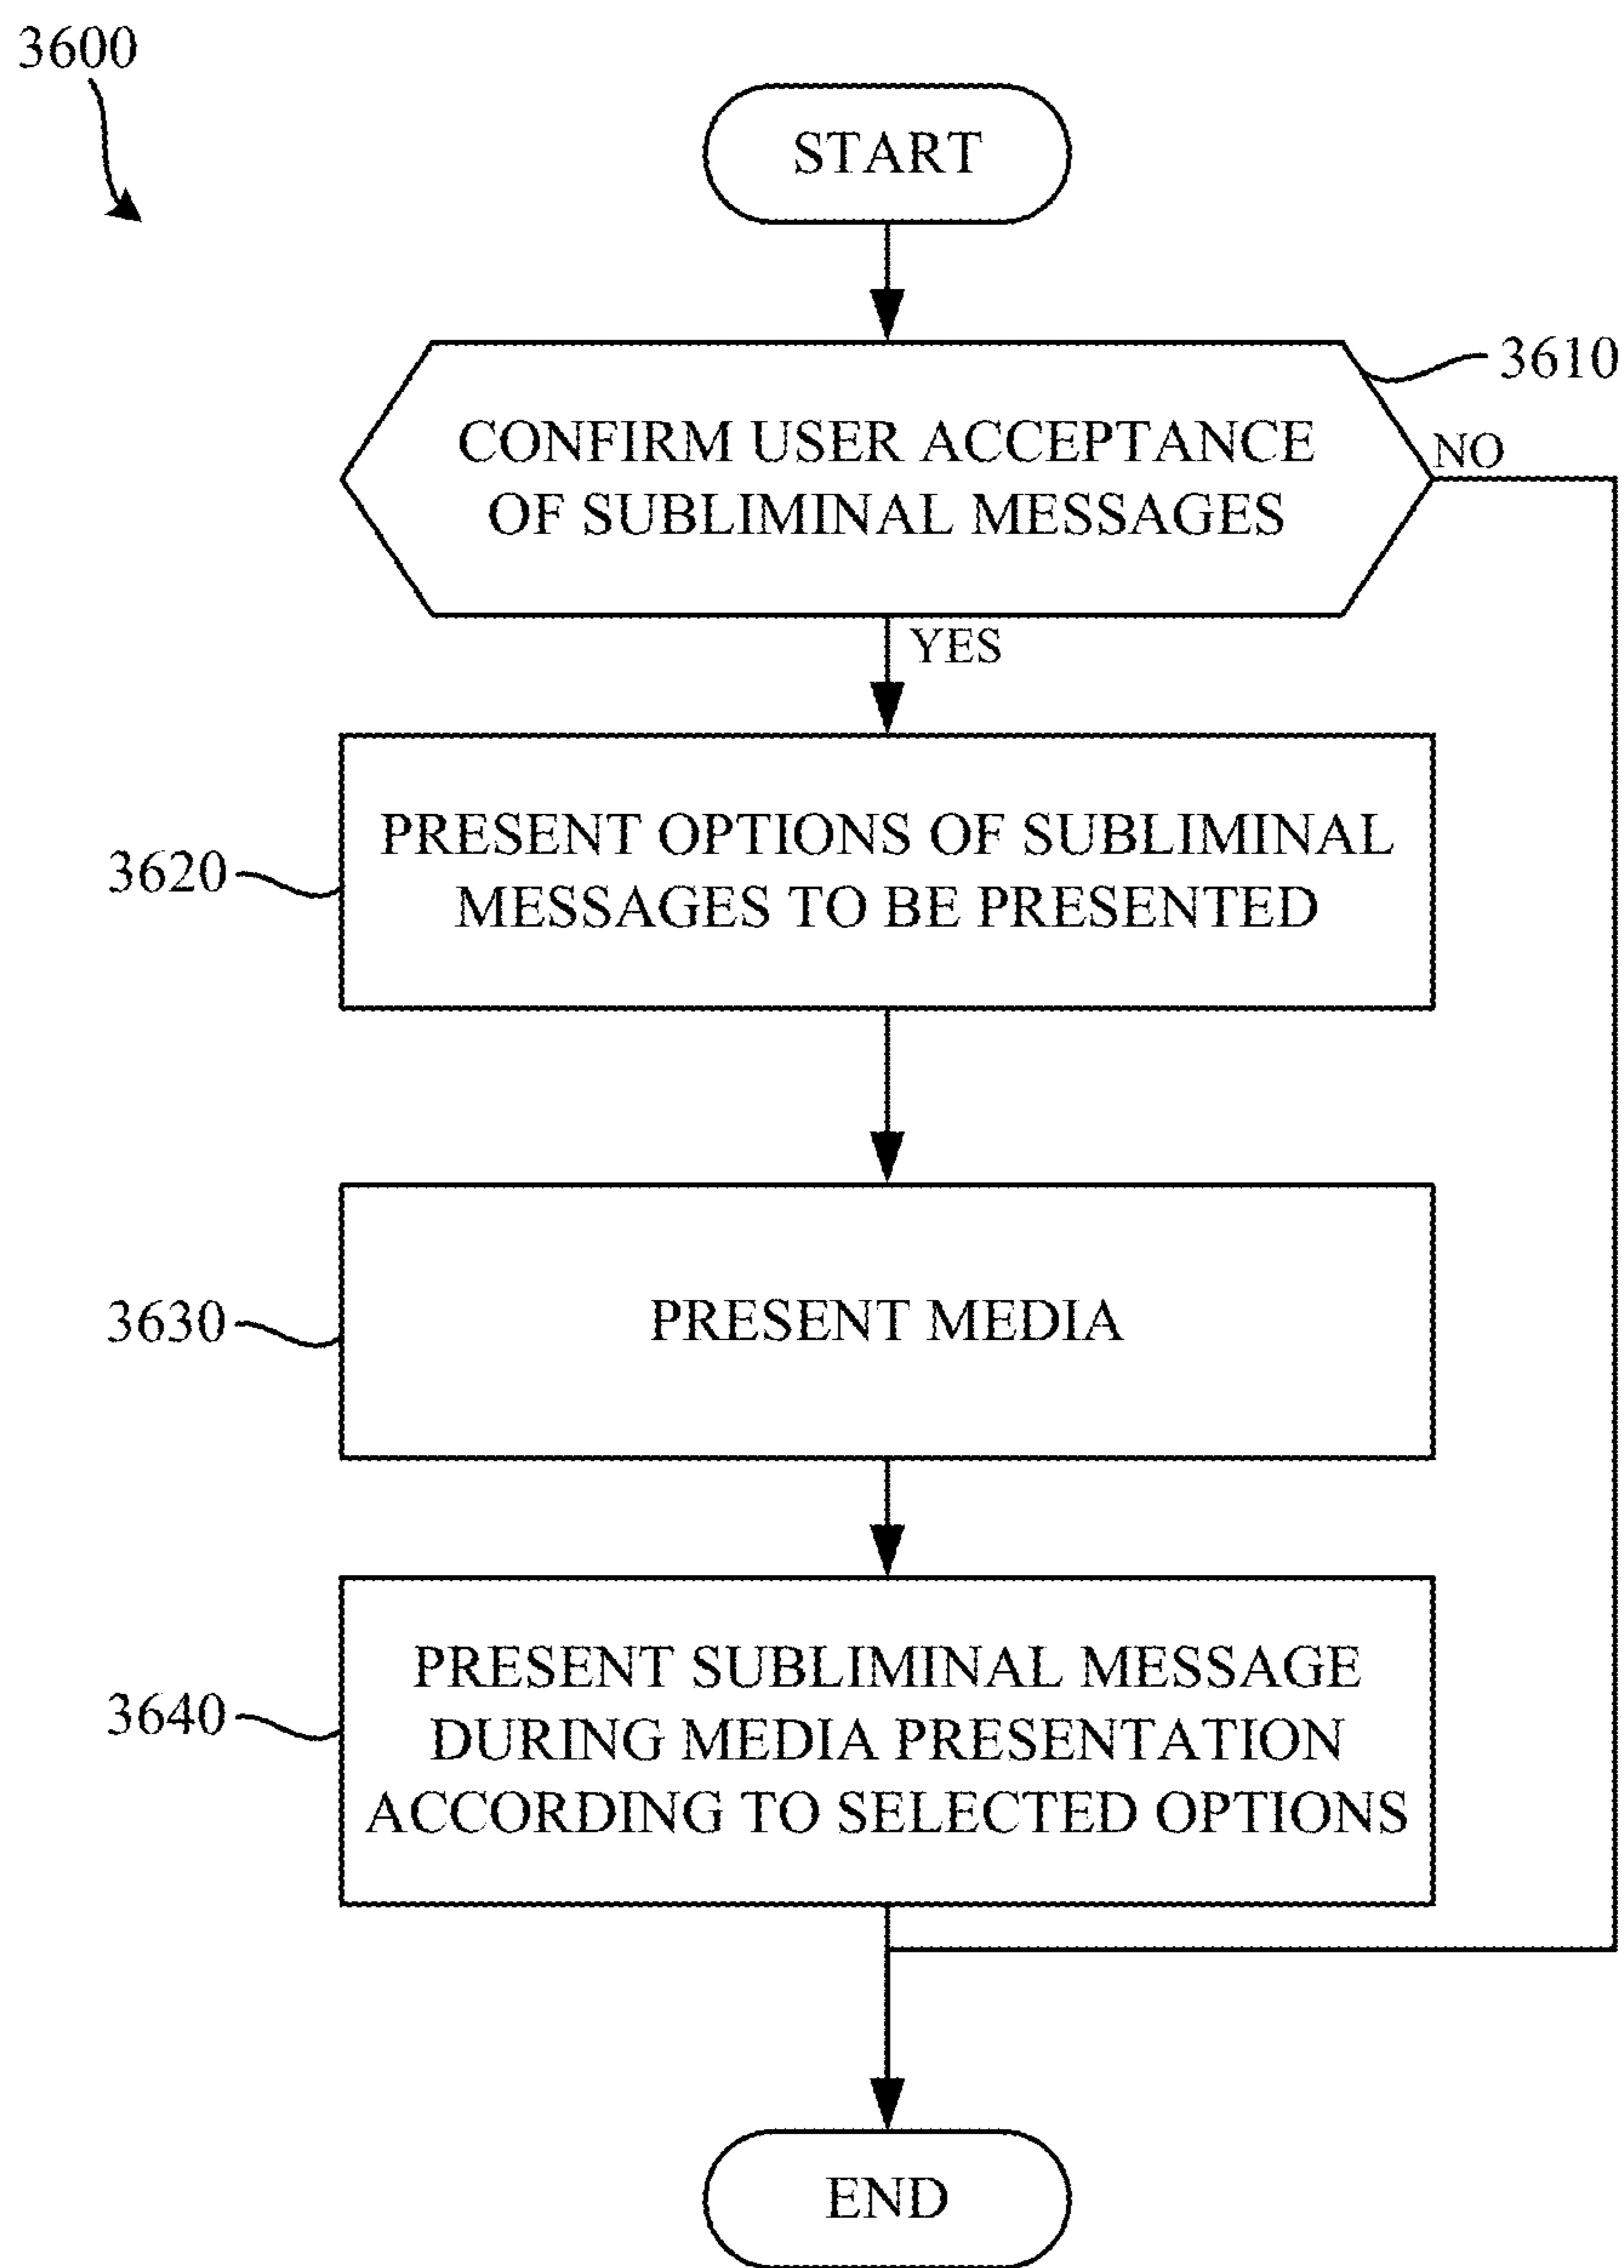 3600
START
3610
CONFIRM USER ACCEPTANCE
OF SUBLIMINAL MESSAGES
NO
YES
3620
PRESENT OPTIONS OF SUBLIMINAL
MESSAGES TO BE PRESENTED
3630
PRESENT MEDIA
3640
PRESENT SUBLIMINAL MESSAGE
DURING MEDIA PRESENTATION
ACCORDING TO SELECTED OPTIONS
END